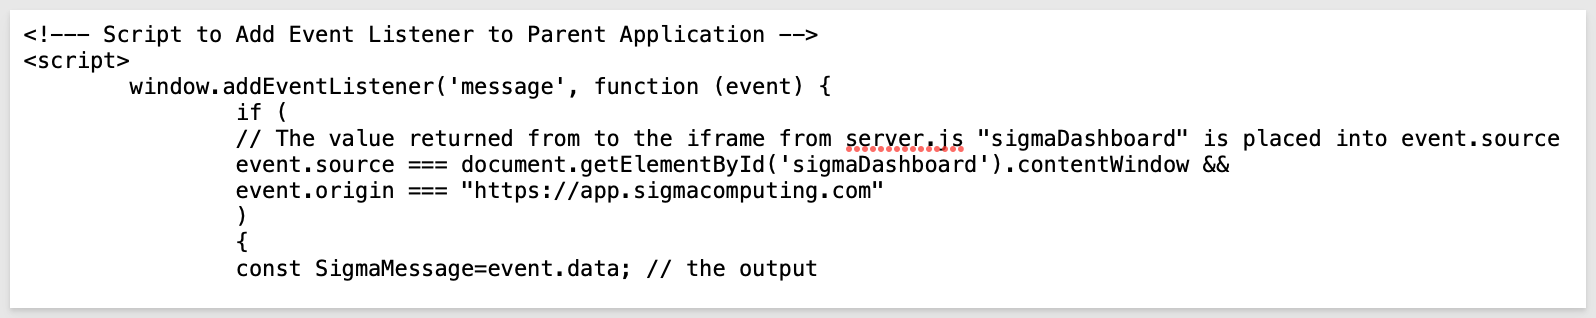 <!--- Script to Add Event Listener to Parent Application -->
<script>
window.addEventListener('message', function (event) {
if (
// The value returned from to the iframe from server.js "sigmaDashboard" is placed into event.source
event.source === document.getElementById('sigmaDashboard').contentWindow &&
event.origin === "https://app.sigmacomputing.com"
)
{
const SigmaMessage=event.data; // the output